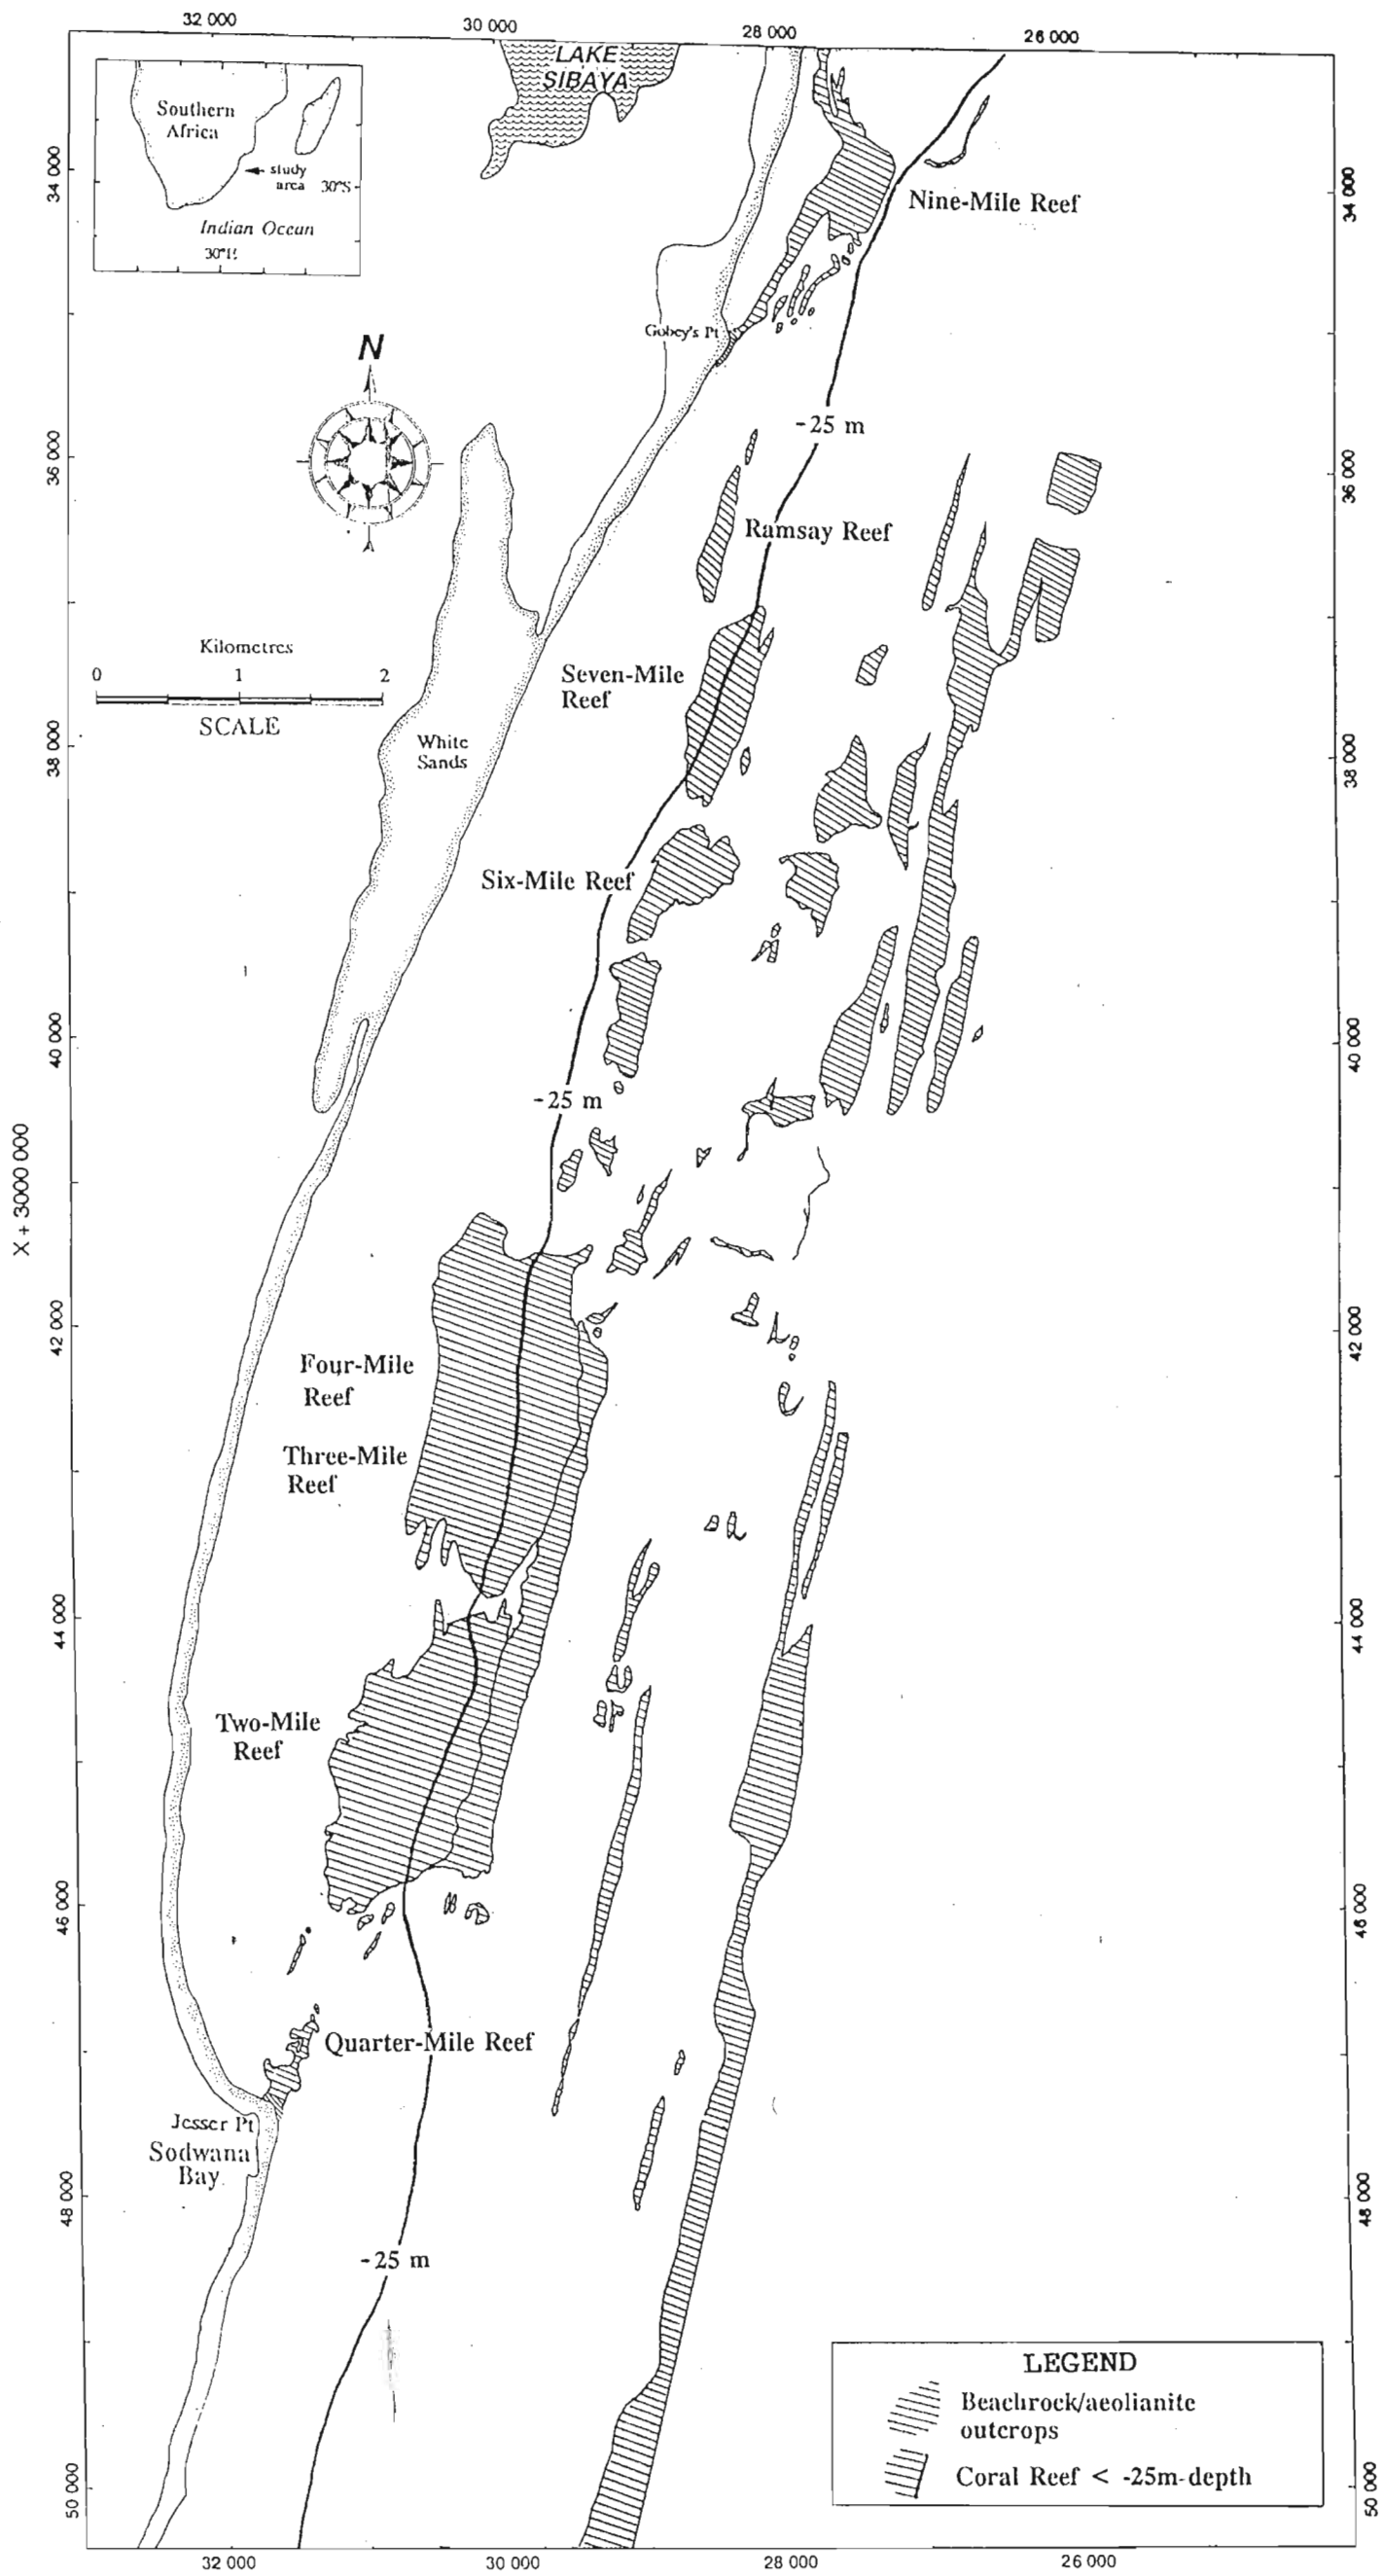 32 000
30 000
28 000
26 000
LAKE
SIBAYA
Southern
Africa
study
area
30°S
Indian Ocean
34 000
34 000
Nine-Mile Reef
Gobey's Pt
N
-25 m
36 000
36 000
Ramsay Reef
Kilometres
0 1 2
SCALE
Seven-Mile
Reef
White
Sands
38 000
38 000
Six-Mile Reef
40 000
40 000
-25 m
X + 3000 000
42 000
42 000
Four-Mile
Reef
Three-Mile
Reef
44 000
44 000
Two-Mile
Reef
46 000
46 000
Quarter-Mile Reef
Jesser Pt
Sodwana
Bay
48 000
48 000
-25 m
LEGEND
Beachrock/aeolianite
outcrops
Coral Reef < -25m-depth
50 000
50 000
32 000
30 000
28 000
26 000